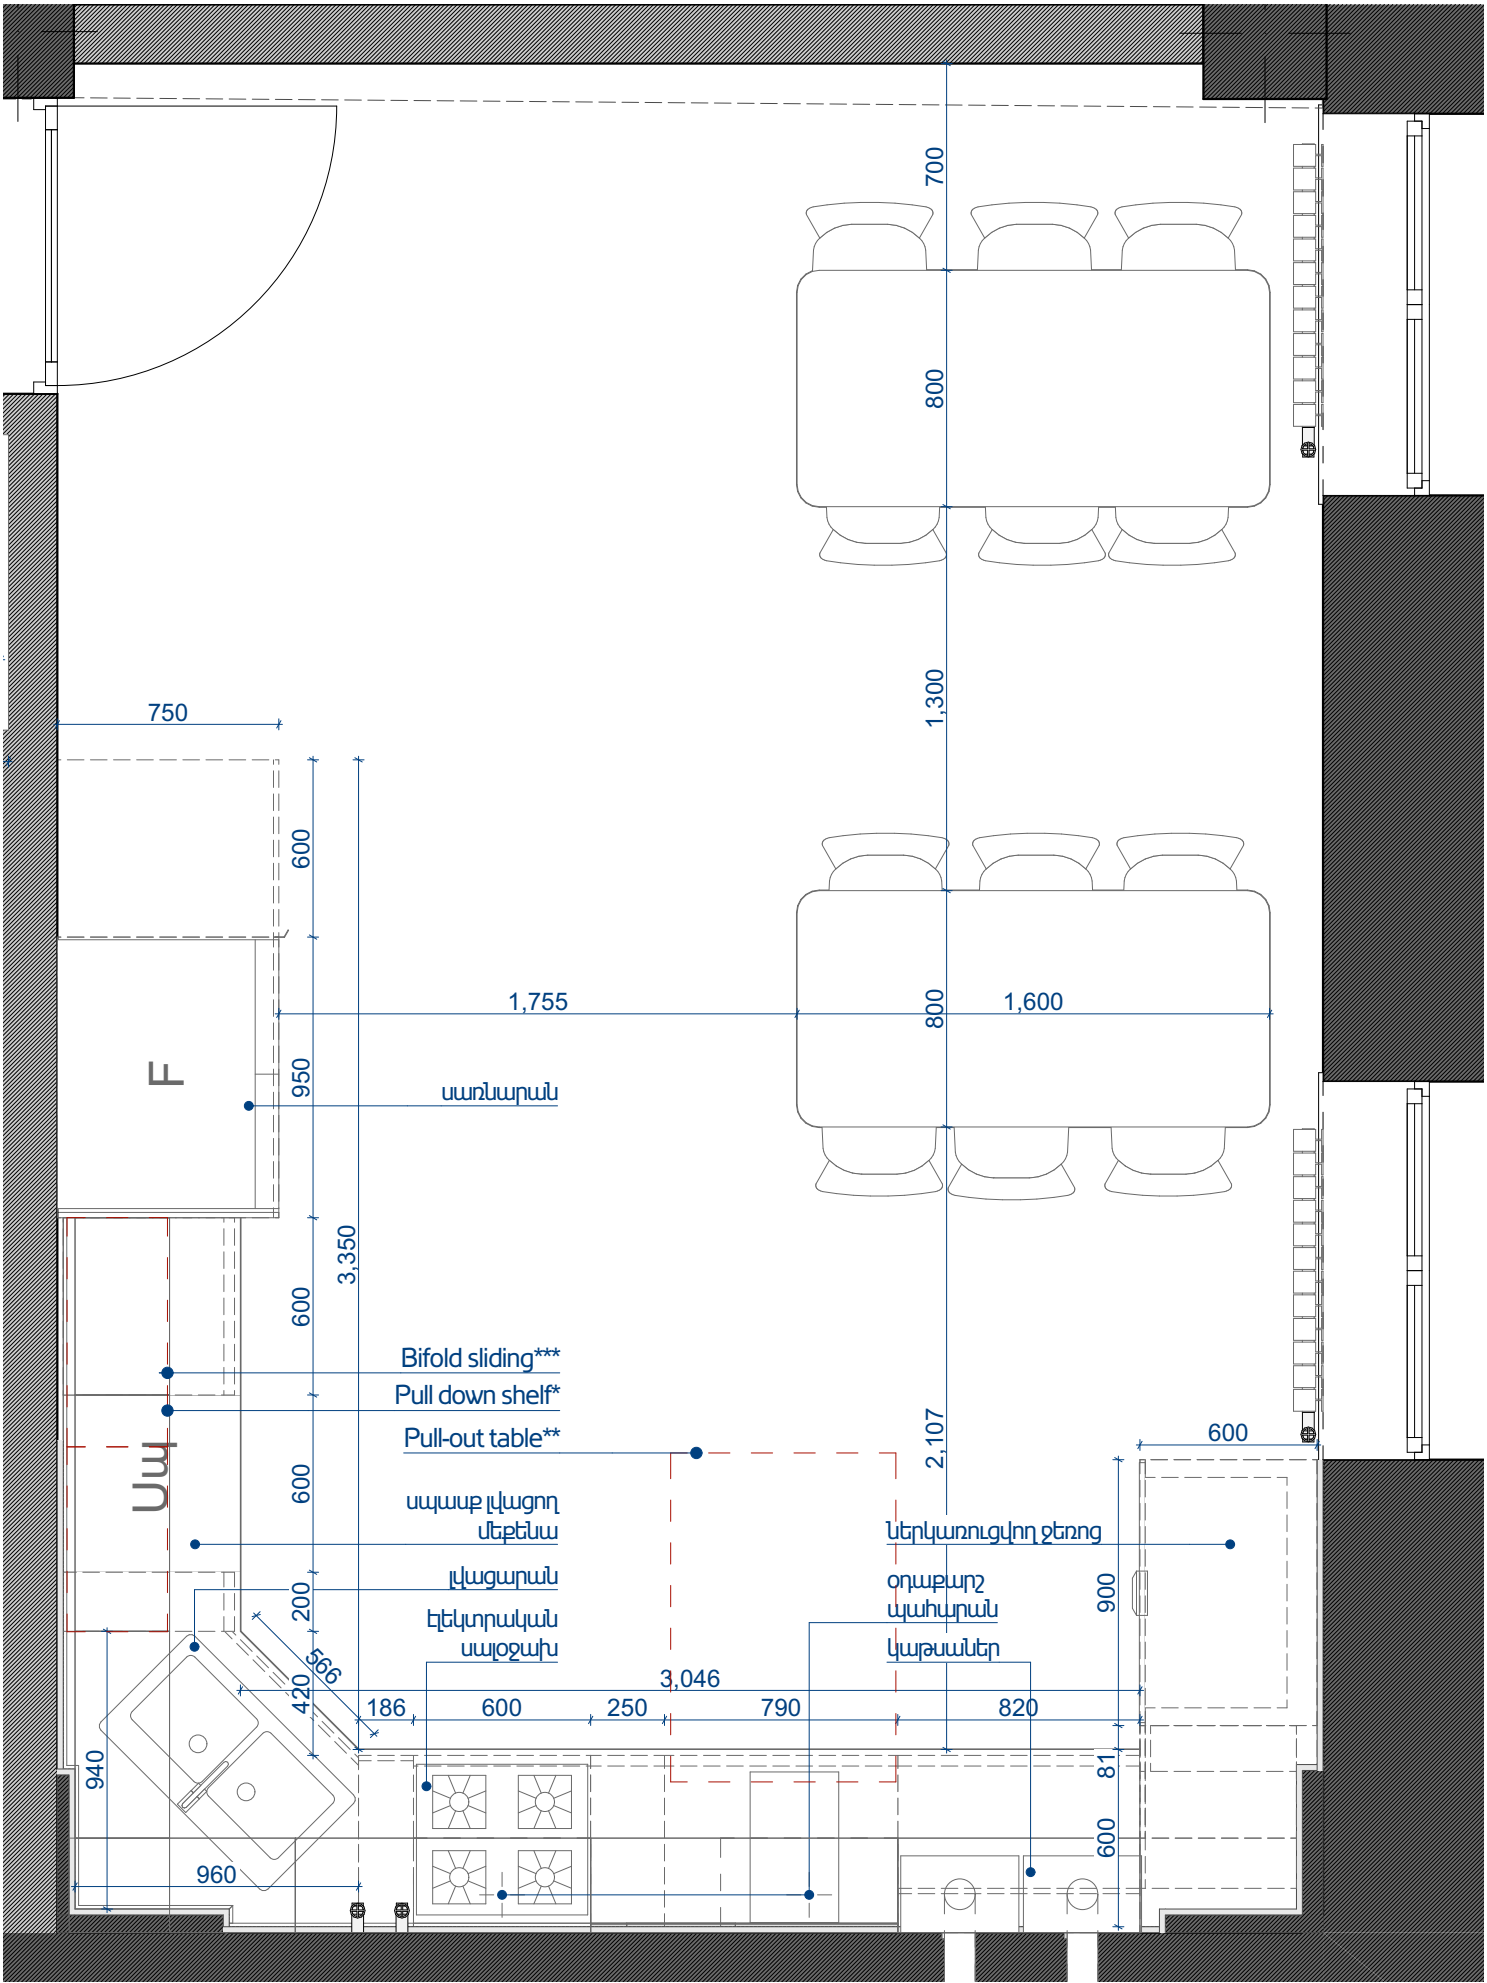 700
800
1,300
750
600
800
1,755
1,600
F
950
սառնարան
3,350
600
Bifold sliding***
Pull down shelf*
Pull-out table**
2,107
600
Սպ
600
սպասք լվացող
մեքենա
ներկառուցվող ջեռոց
լվացարան
օդաքարշ
պահարան
900
200
էլեկտրական
սալօջախ
կաթսաներ
566
420
3,046
186
600
250
790
820
940
81
600
960